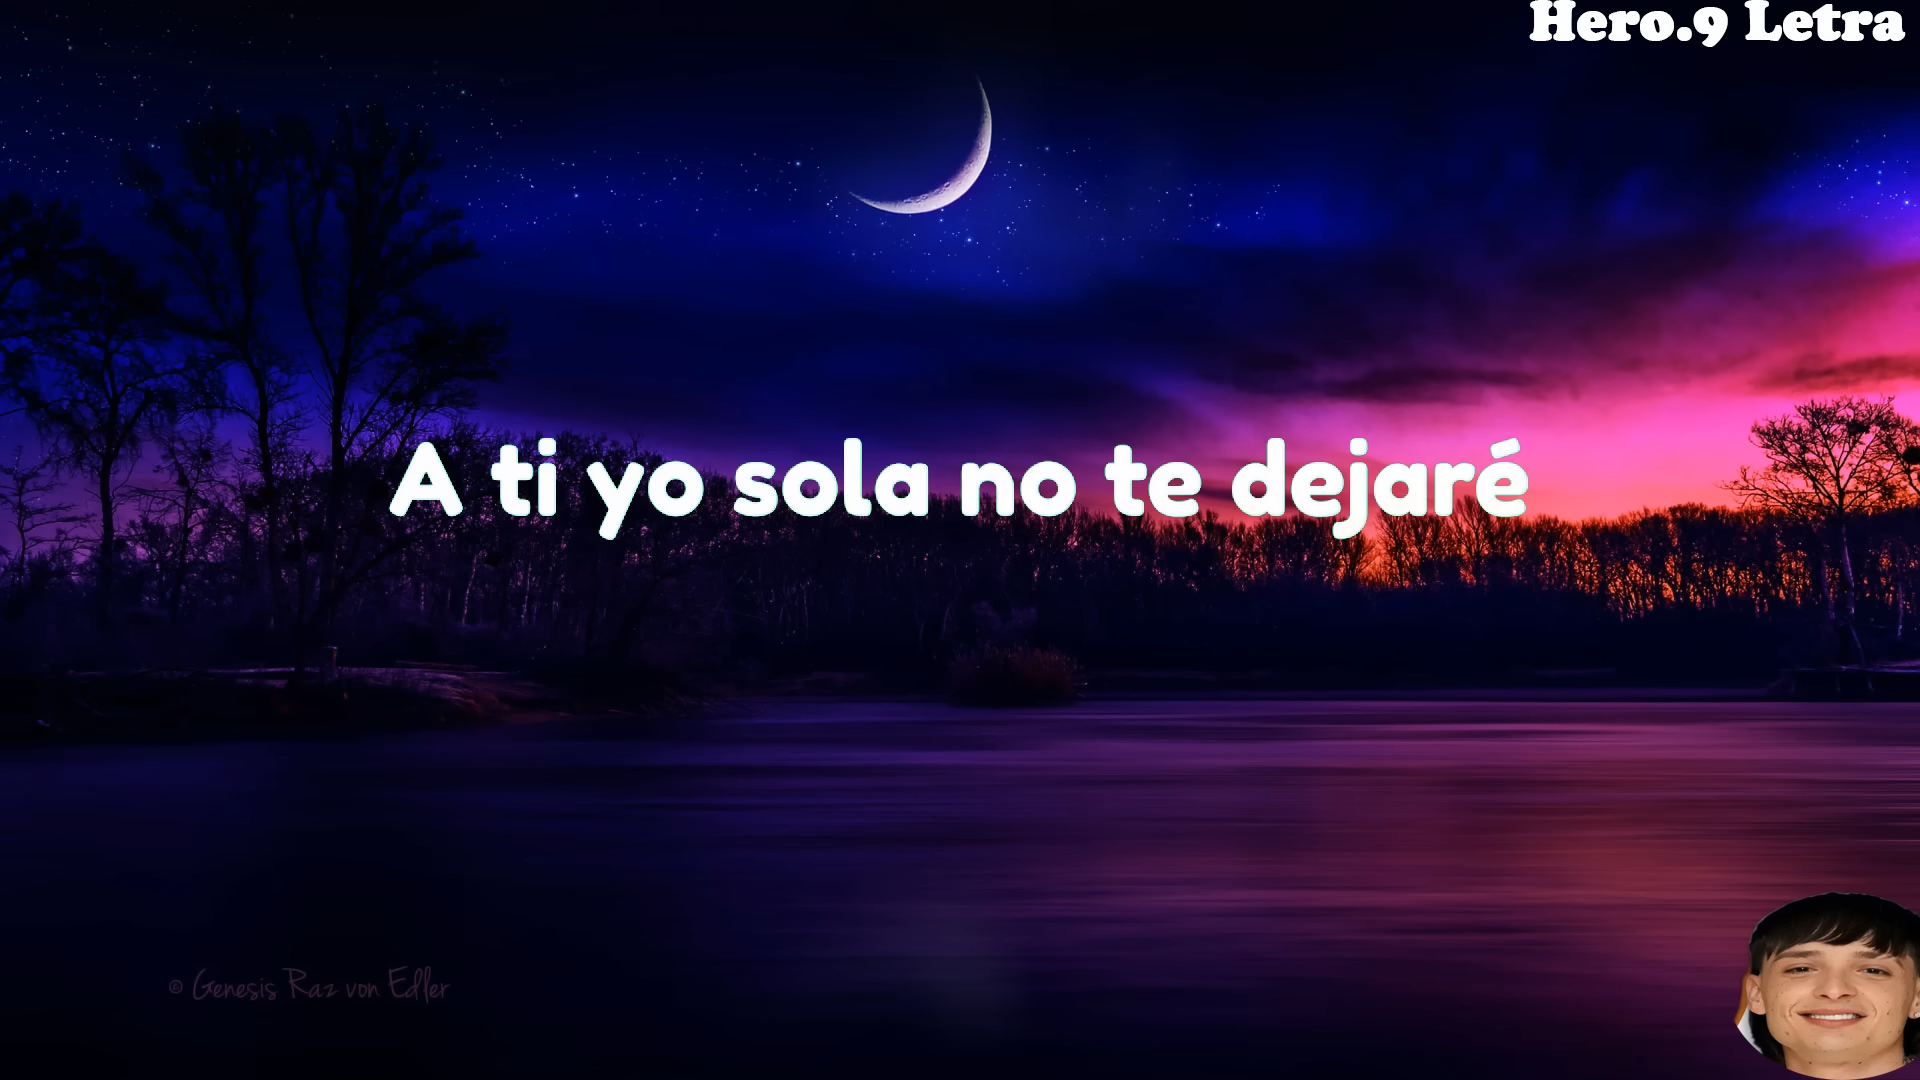 Hero.9 Letra
A ti yo sola no te dejaré
© Genesis Raz von Edler